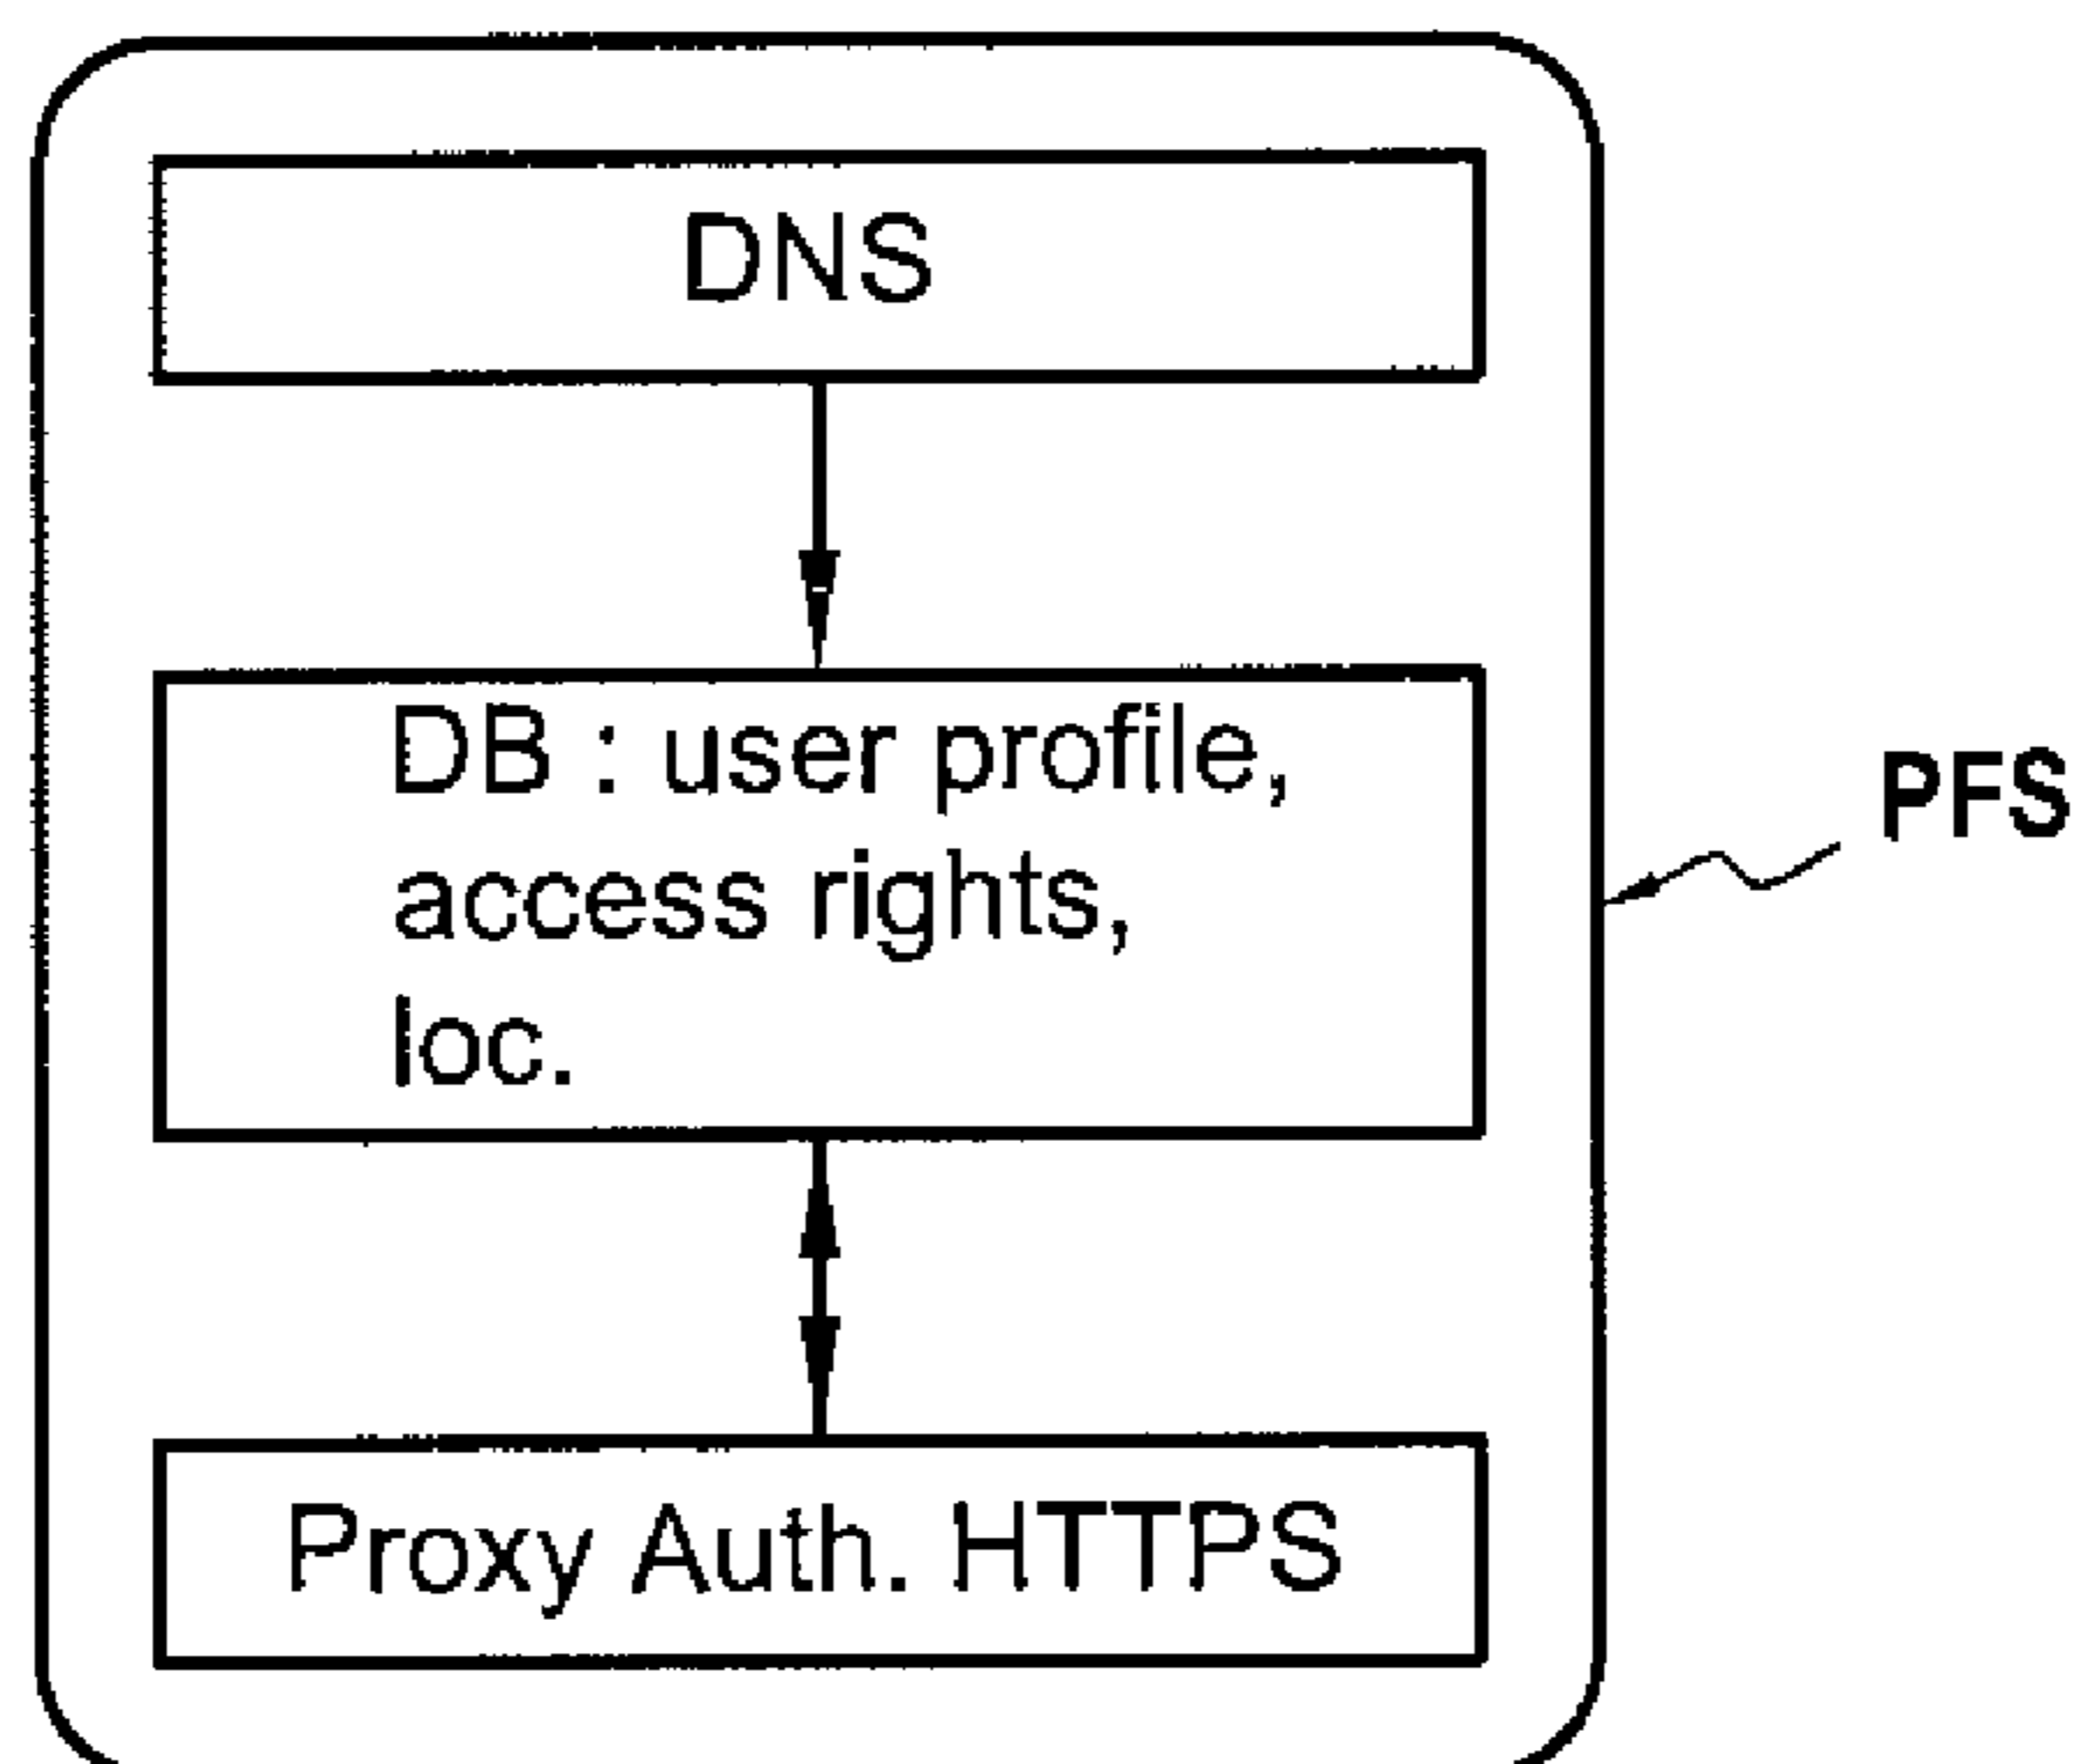 DNS
DB : user profile,
access rights,
loc.
PFS
Proxy Auth. HTTPS